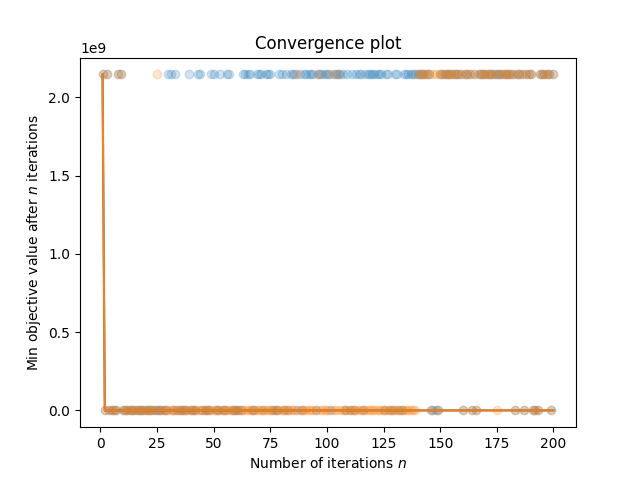 Convergence plot
1e9
2.0
1.5
1.0
0.5
0.0
Min objective value after n iterations
0 25 50 75 100 125 150 175 200
Number of iterations n